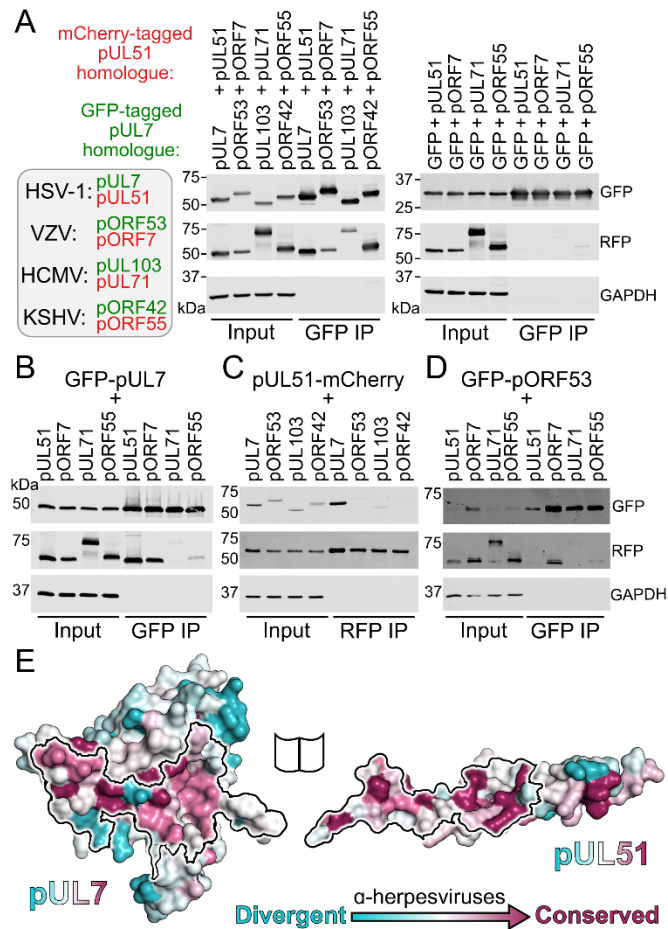 A
mCherry-tagged
pUL51
homologue:
GFP-tagged
pUL7
homologue:
+ pUL51
+ pORF7
+ pUL71
+ pORF55
+ pUL51
+ pORF7
+ pUL71
+ pORF55
pUL7
pORF53
pUL103
pORF42
pUL7
pORF53
pUL103
pORF42
GFP + pUL51
GFP + pORF7
GFP + pUL71
GFP + pORF55
GFP + pUL51
GFP + pORF7
GFP + pUL71
GFP + pORF55
HSV-1: pUL7
pUL51
VZV: pORF53
pORF7
HCMV: pUL103
pUL71
KSHV: pORF42
pORF55
75
50
75
50
37
kDa
Input GFP IP
37
25
75
50
37
kDa
GFP
RFP
GAPDH
Input GFP IP
B
GFP-pUL7
+
pUL51
pORF7
pUL71
pORF55
pUL51
pORF7
pUL71
pORF55
kDa
50
75
50
37
Input GFP IP
C
pUL51-mCherry
+
pUL7
pORF53
pUL103
pORF42
pUL7
pORF53
pUL103
pORF42
75
50
75
50
37
Input RFP IP
D
GFP-pORF53
+
pUL51
pORF7
pUL71
pORF55
pUL51
pORF7
pUL71
pORF55
75
75
50
37
GFP
RFP
GAPDH
Input GFP IP
E
pUL7
pUL51
α-herpesviruses
Divergent Conserved